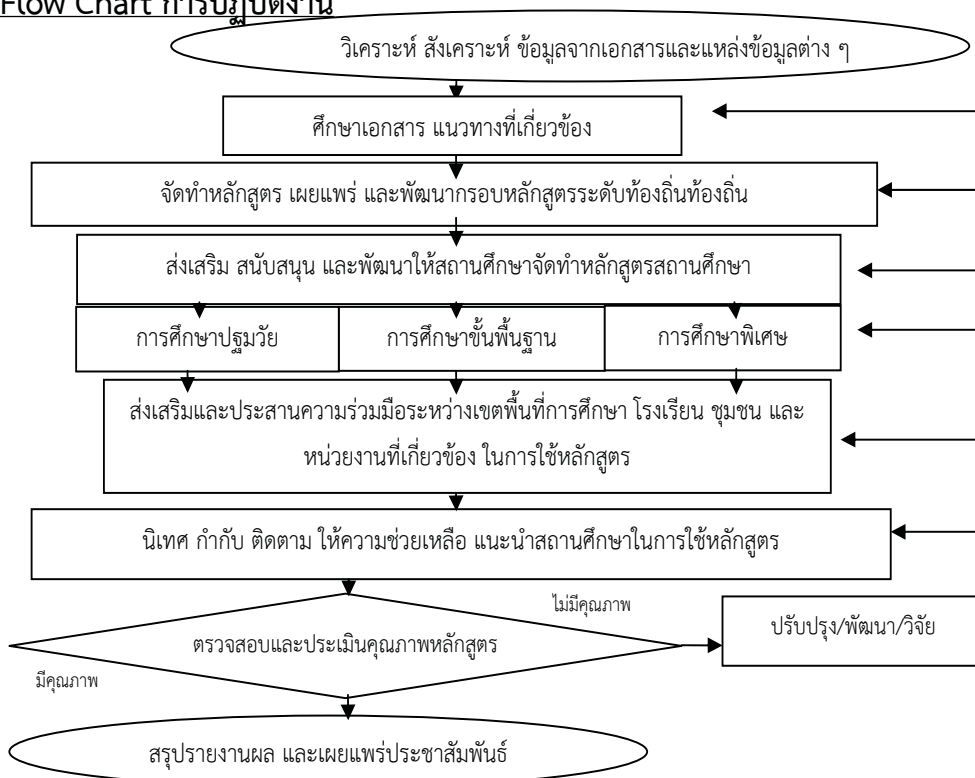 Flow Chart การปฏิบัติงาน
วิเคราะห์ สังเคราะห์ ข้อมูลจากเอกสารและแหล่งข้อมูลต่าง ๆ
ศึกษาเอกสาร แนวทางที่เกี่ยวข้อง
จัดทำหลักสูตร เผยแพร่ และพัฒนากรอบหลักสูตรระดับท้องถิ่นท้องถิ่น
ส่งเสริม สนับสนุน และพัฒนาให้สถานศึกษาจัดทำหลักสูตรสถานศึกษา
การศึกษาปฐมวัย
การศึกษาขั้นพื้นฐาน
การศึกษาพิเศษ
ส่งเสริมและประสานความร่วมมือระหว่างเขตพื้นที่การศึกษา โรงเรียน ชุมชน และ
หน่วยงานที่เกี่ยวข้อง ในการใช้หลักสูตร
นิเทศ กำกับ ติดตาม ให้ความช่วยเหลือ แนะนำสถานศึกษาในการใช้หลักสูตร
ไม่มีคุณภาพ
ตรวจสอบและประเมินคุณภาพหลักสูตร
ปรับปรุง/พัฒนา/วิจัย
มีคุณภาพ
สรุปรายงานผล และเผยแพร่ประชาสัมพันธ์